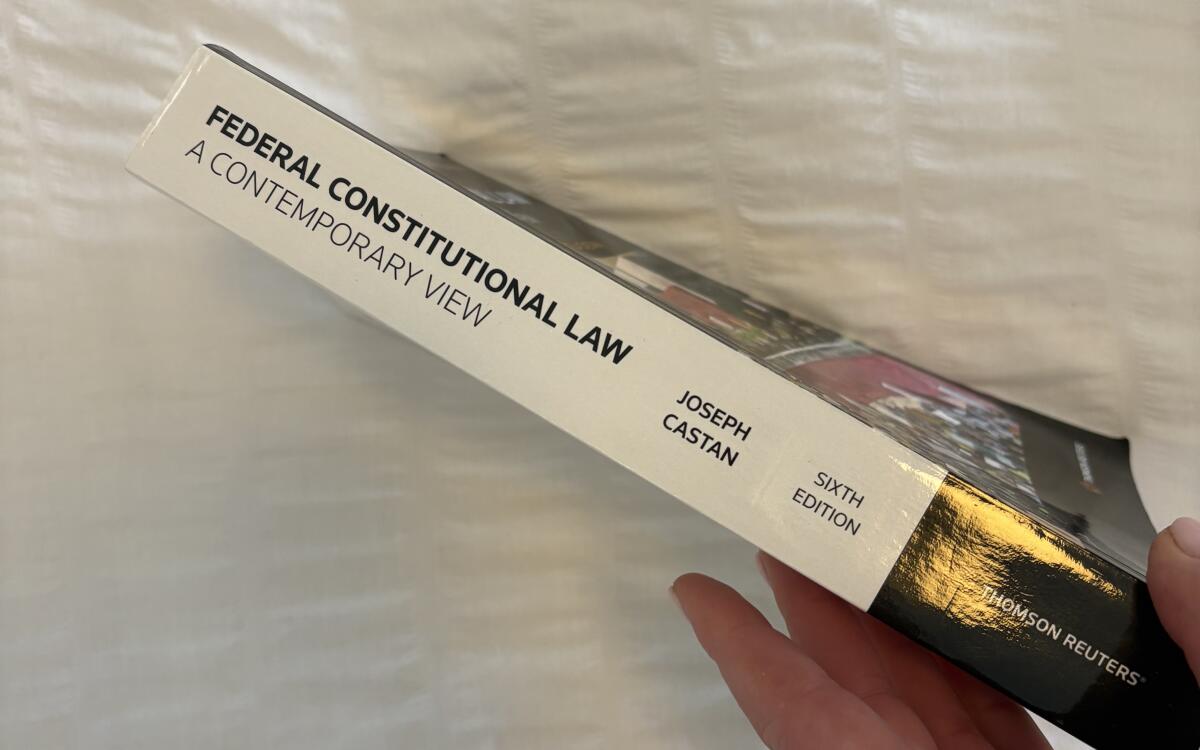 FEDERAL CONSTITUTIONAL LAW
A CONTEMPORARY VIEW
JOSEPH
CASTAN
SIXTH
EDITION
THOMSON REUTERS®